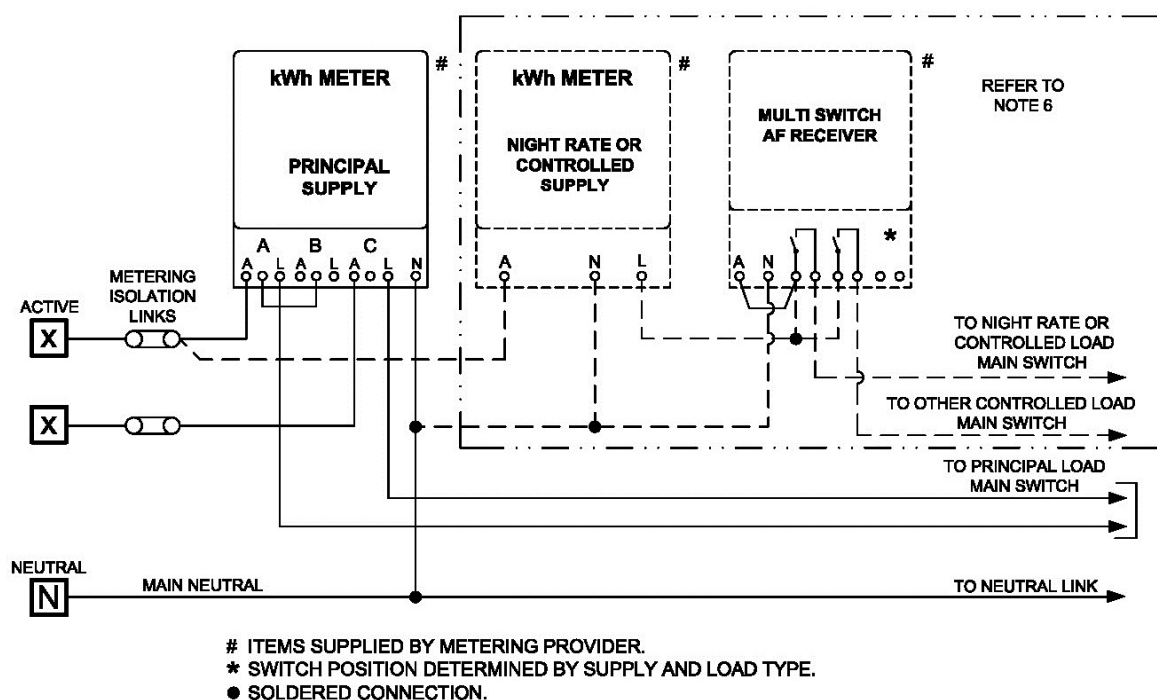 kWh METER
PRINCIPAL
SUPPLY
#
A B C
A L A L A L N
kWh METER
NIGHT RATE OR
CONTROLLED
SUPPLY
#
A N L
MULTI SWITCH
AF RECEIVER
#
*
A N
REFER TO
NOTE 6
METERING
ISOLATION
LINKS
ACTIVE
X
X
TO NIGHT RATE OR
CONTROLLED LOAD
MAIN SWITCH
TO OTHER CONTROLLED LOAD
MAIN SWITCH
TO PRINCIPAL LOAD
MAIN SWITCH
NEUTRAL
N
MAIN NEUTRAL
TO NEUTRAL LINK
# ITEMS SUPPLIED BY METERING PROVIDER.
* SWITCH POSITION DETERMINED BY SUPPLY AND LOAD TYPE.
● SOLDERED CONNECTION.